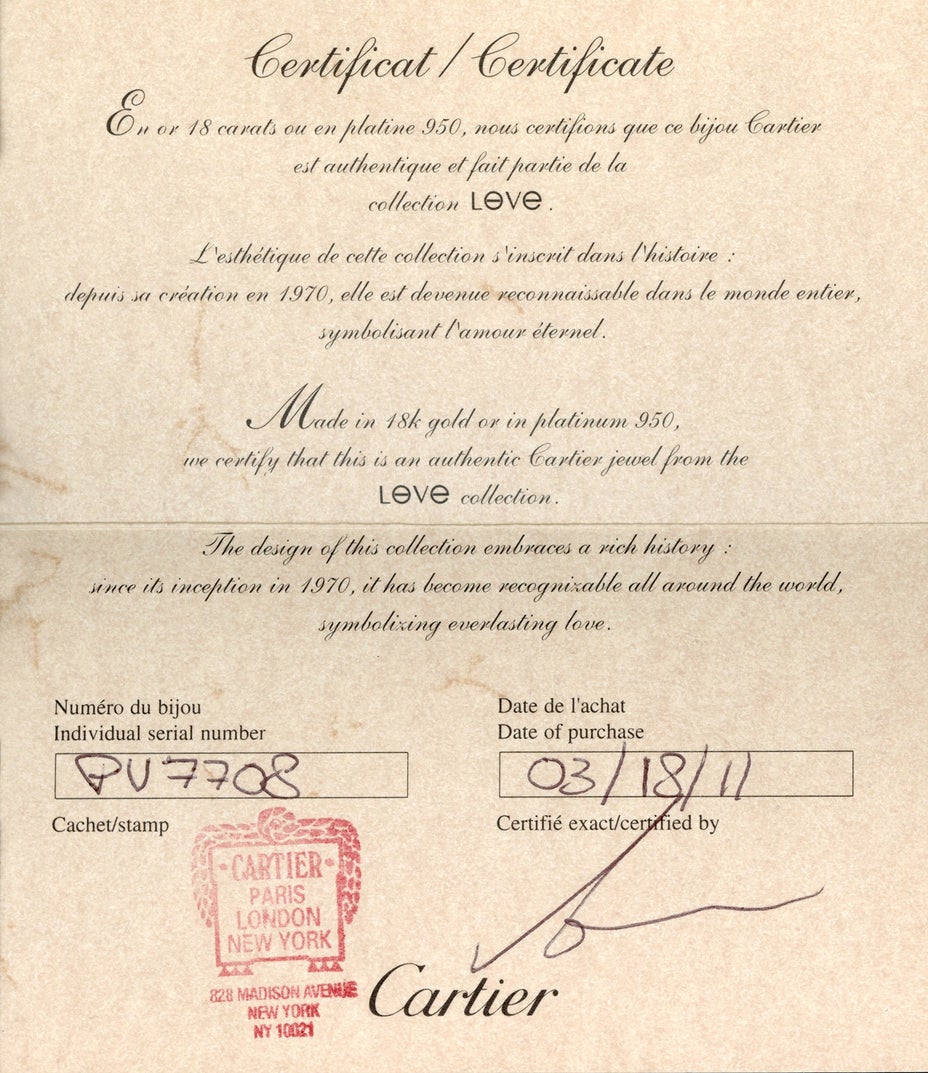 Certificat / Certificate
En or 18 carats ou en platine 950, nous certifions que ce bijou Cartier
est authentique et fait partie de la
collection LOVE.
L'esthétique de cette collection s'inscrit dans l'histoire :
depuis sa création en 1970, elle est devenue reconnaissable dans le monde entier,
symbolisant l'amour éternel.
Made in 18k gold or in platinum 950,
we certify that this is an authentic Cartier jewel from the
LOVE collection.
The design of this collection embraces a rich history :
since its inception in 1970, it has become recognizable all around the world,
symbolizing everlasting love.
Numéro du bijou
Individual serial number
PU7708
Date de l'achat
Date of purchase
03/18/11
Cachet/stamp
CARTIER
PARIS
LONDON
NEW YORK
828 MADISON AVENUE
NEW YORK
NY 10021
Certifié exact/certified by
Cartier